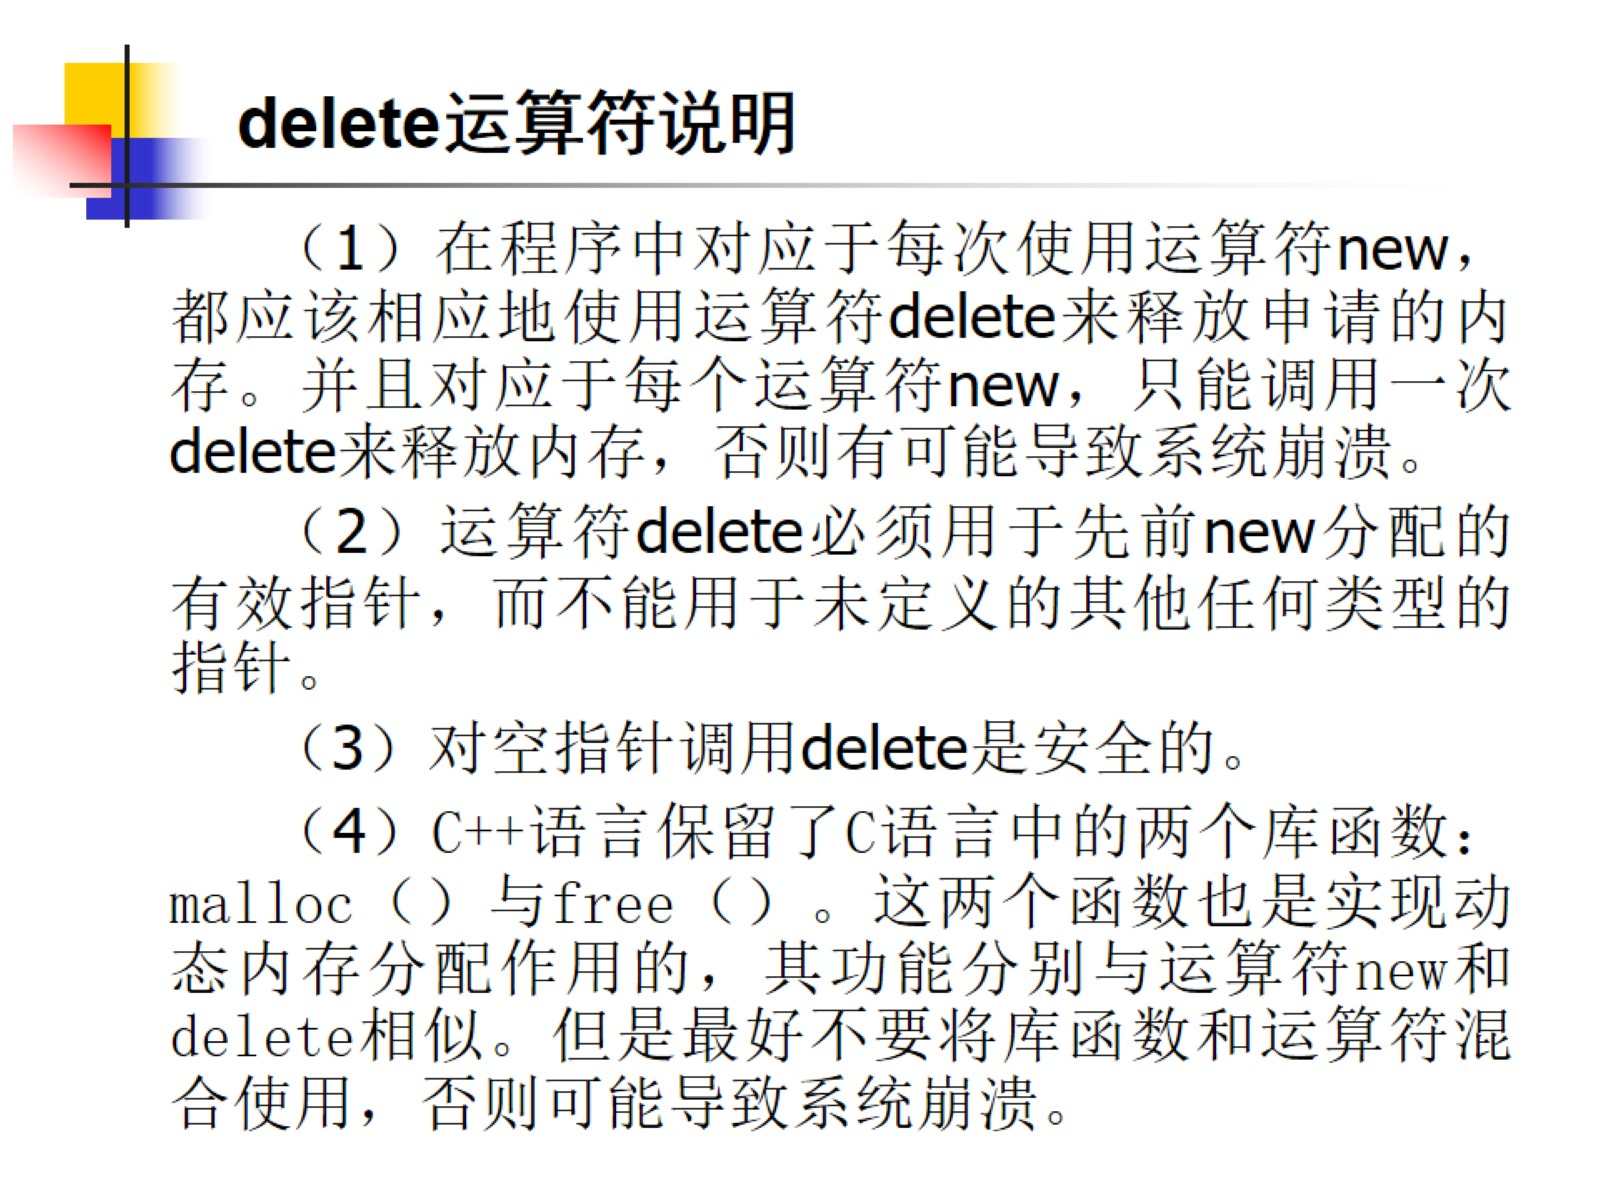 delete运算符说明
（1）在程序中对应于每次使用运算符new，
都应该相应地使用运算符delete来释放申请的内
存。并且对应于每个运算符new，只能调用一次
delete来释放内存，否则有可能导致系统崩溃。
（2）运算符delete必须用于先前new分配的
有效指针，而不能用于未定义的其他任何类型的
指针。
（3）对空指针调用delete是安全的。
（4）C++语言保留了C语言中的两个库函数：
malloc（）与free（）。这两个函数也是实现动
态内存分配作用的，其功能分别与运算符new和
delete相似。但是最好不要将库函数和运算符混
合使用，否则可能导致系统崩溃。